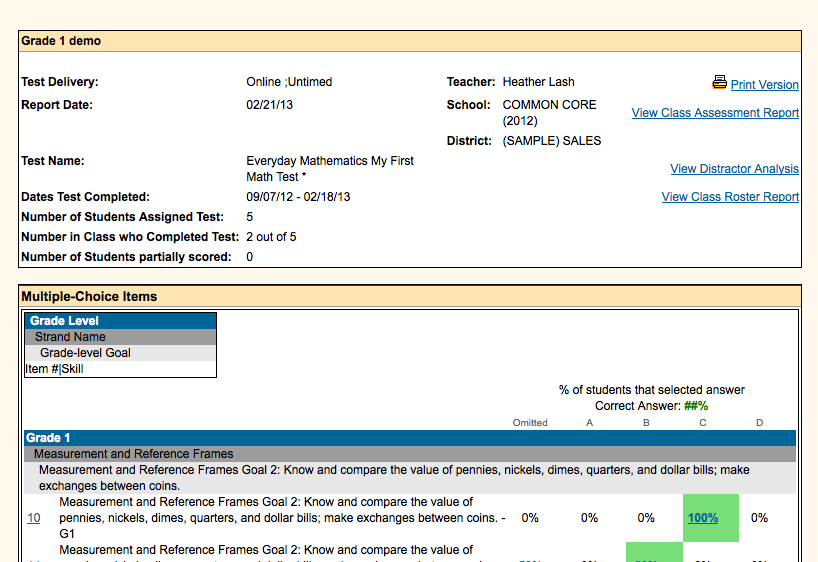 Grade 1 demo
Test Delivery: Online ;Untimed Teacher: Heather Lash Print Version
Report Date: 02/21/13 School: COMMON CORE (2012) View Class Assessment Report
District: (SAMPLE) SALES
Test Name: Everyday Mathematics My First Math Test * View Distractor Analysis
Dates Test Completed: 09/07/12 - 02/18/13 View Class Roster Report
Number of Students Assigned Test: 5
Number in Class who Completed Test: 2 out of 5
Number of Students partially scored: 0
Multiple-Choice Items
Grade Level
Strand Name
Grade-level Goal
Item #|Skill
% of students that selected answer
Correct Answer: ##%
Omitted A B C D
Grade 1
Measurement and Reference Frames
Measurement and Reference Frames Goal 2: Know and compare the value of pennies, nickels, dimes, quarters, and dollar bills; make
exchanges between coins.
Measurement and Reference Frames Goal 2: Know and compare the value of
10 pennies, nickels, dimes, quarters, and dollar bills; make exchanges between coins. - 0% 0% 0% 100% 0%
G1
Measurement and Reference Frames Goal 2: Know and compare the value of